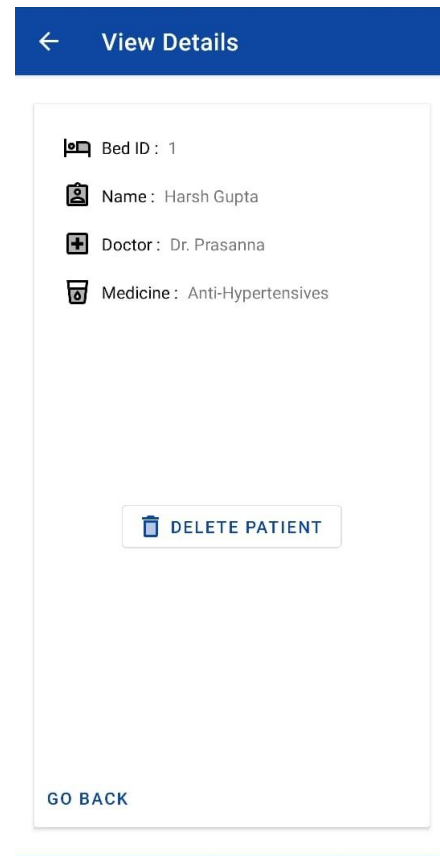 View Details
Bed ID : 1
Name : Harsh Gupta
Doctor : Dr. Prasanna
Medicine : Anti-Hypertensives
DELETE PATIENT
GO BACK